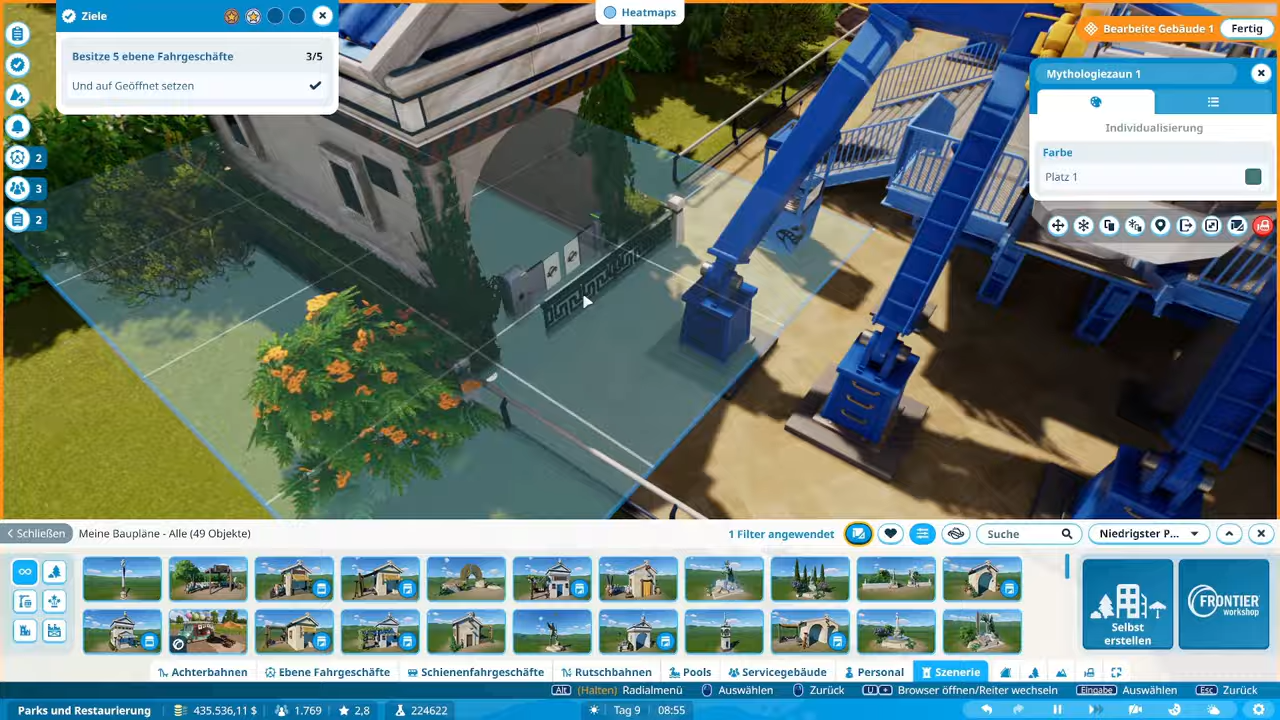 Ziele
Besitze 5 ebene Fahrgeschäfte 3/5
Und auf Geöffnet setzen
Heatmaps
Bearbeite Gebäude 1
Fertig
Mythologiezaun 1
Individualisierung
Farbe
Platz 1
2
3
2
Schließen
Meine Baupläne - Alle (49 Objekte)
1 Filter angewendet
Suche
Niedrigster P...
Selbst
erstellen
FRONTIER
workshop
Achterbahnen
Ebene Fahrgeschäfte
Schienenfahrgeschäfte
Rutschbahnen
Pools
Servicegebäude
Personal
Szenerie
Alt (Halten) Radialmenü
Auswählen
Zurück
U + Browser öffnen/Reiter wechseln
Eingabe Auswählen
Esc Zurück
Parks und Restaurierung
435.536,11 $
1.769
2,8
224622
Tag 9
08:55